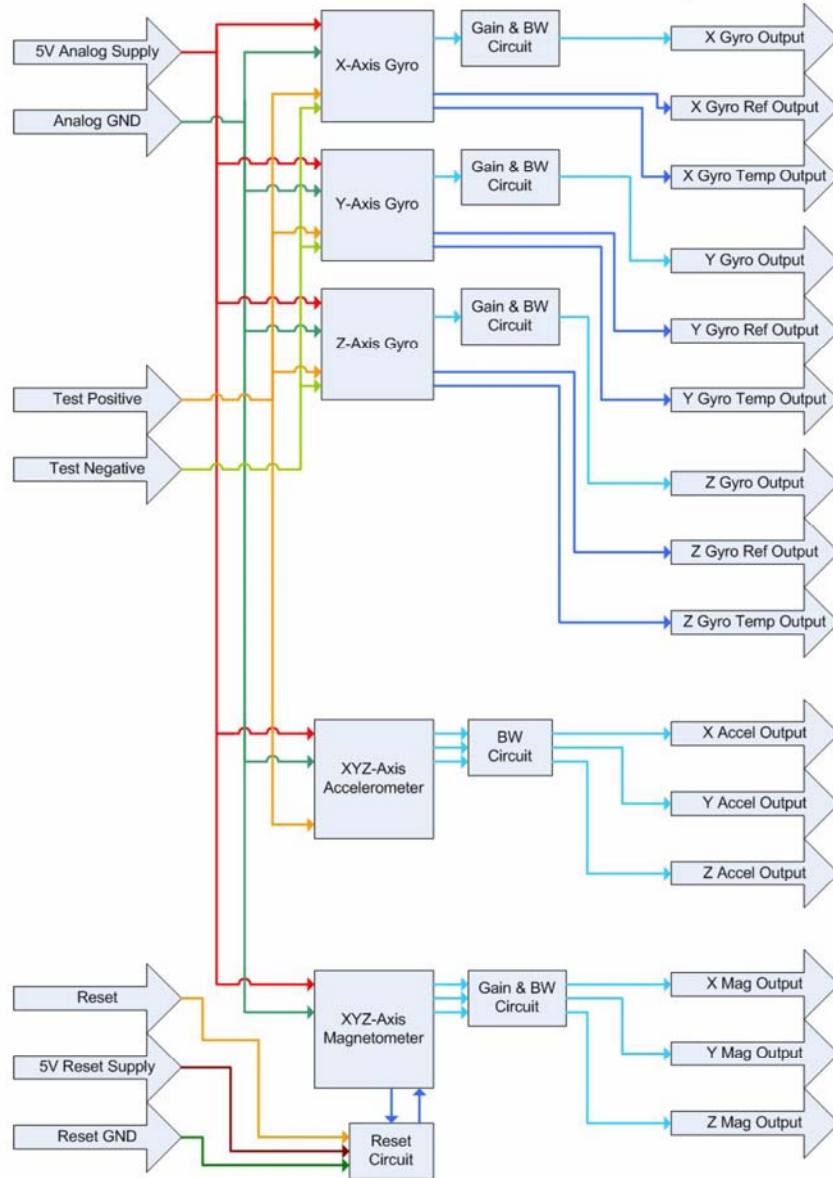 5V Analog Supply
Analog GND
Test Positive
Test Negative
Reset
5V Reset Supply
Reset GND
X-Axis Gyro
Y-Axis Gyro
Z-Axis Gyro
XYZ-Axis
Accelerometer
XYZ-Axis
Magnetometer
Reset
Circuit
Gain & BW
Circuit
Gain & BW
Circuit
Gain & BW
Circuit
BW
Circuit
Gain & BW
Circuit
X Gyro Output
X Gyro Ref Output
X Gyro Temp Output
Y Gyro Output
Y Gyro Ref Output
Y Gyro Temp Output
Z Gyro Output
Z Gyro Ref Output
Z Gyro Temp Output
X Accel Output
Y Accel Output
Z Accel Output
X Mag Output
Y Mag Output
Z Mag Output